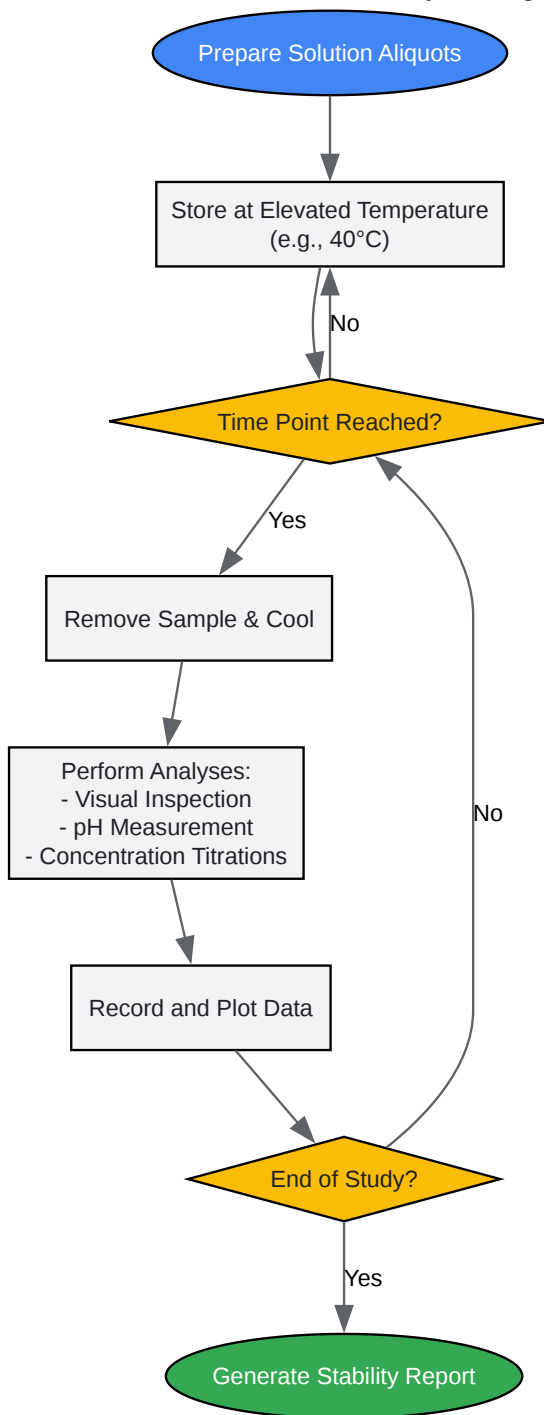 Prepare Solution Aliquots
Store at Elevated Temperature
(e.g., 40°C)
No
Time Point Reached?
Yes
Remove Sample & Cool
Perform Analyses:
- Visual Inspection
- pH Measurement
- Concentration Titrations
No
Record and Plot Data
End of Study?
Yes
Generate Stability Report